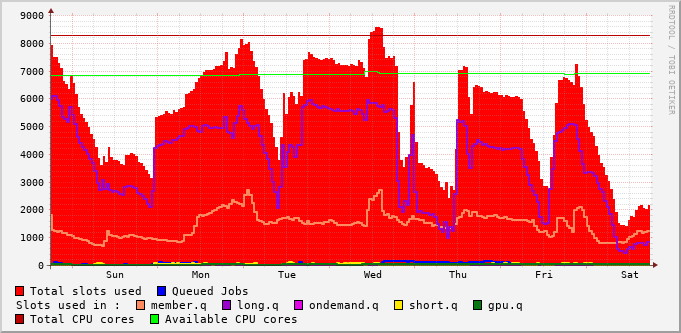 9000
8000
7000
6000
5000
4000
3000
2000
1000
0
Sun Mon Tue Wed Thu Fri Sat
RRDTOOL / TOBI OETIKER
Total slots used Queued Jobs
Slots used in : member.q long.q ondemand.q short.q gpu.q
Total CPU cores Available CPU cores